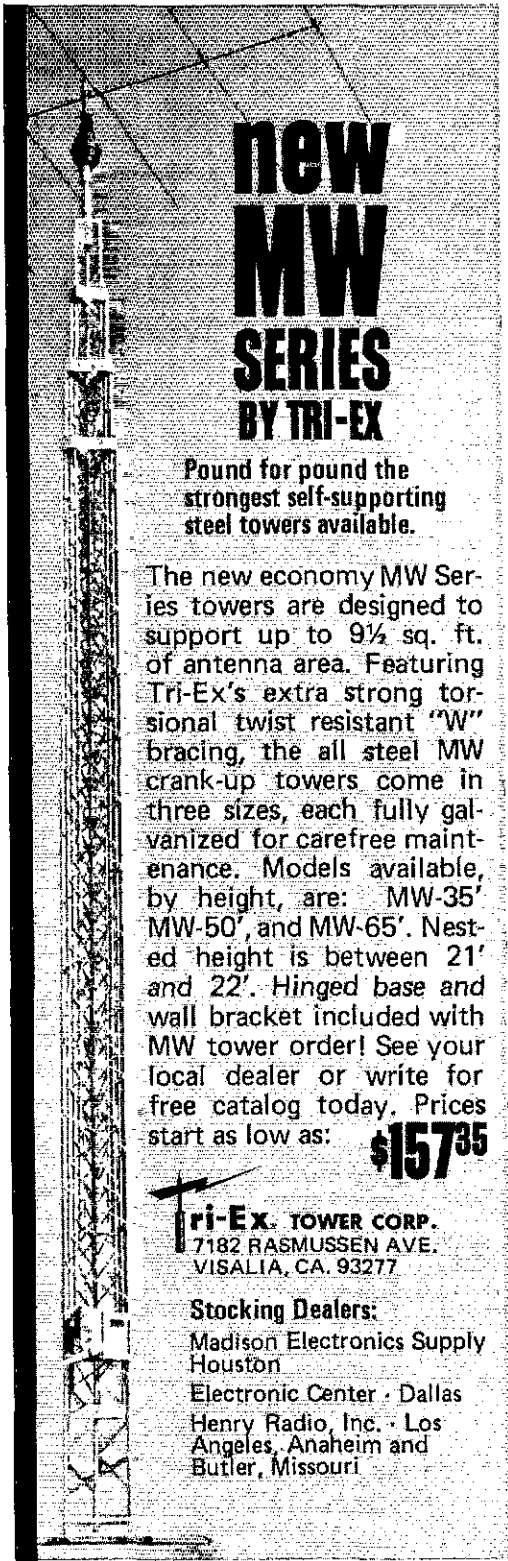 new
MW
SERIES
BY TRI-EX
Pound for pound the
strongest self-supporting
steel towers available.
The new economy MW Ser-
ies towers are designed to
support up to 9½ sq. ft.
of antenna area. Featuring
Tri-Ex's extra strong tor-
sional twist resistant "W"
bracing, the all steel MW
crank-up towers come in
three sizes, each fully gal-
vanized for carefree maint-
enance. Models available,
by height, are: MW-35'
MW-50', and MW-65'. Nest-
ed height is between 21'
and 22'. Hinged base and
wall bracket included with
MW tower order! See your
local dealer or write for
free catalog today. Prices
start as low as: $15735
Tri-Ex TOWER CORP.
7182 RASMUSSEN AVE.
VISALIA, CA. 93277
Stocking Dealers:
Madison Electronics Supply
Houston
Electronic Center · Dallas
Henry Radio, Inc. · Los
Angeles, Anaheim and
Butler, Missouri